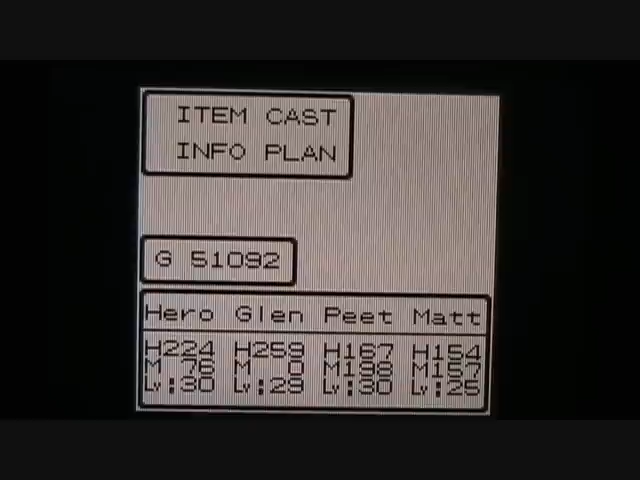 ITEM CAST
INFO PLAN
G 51092
Hero Glen Peet Matt
H224 H259 H167 H154
M 76 M 0 M198 M157
Lv:30 Lv:29 Lv:30 Lv:25